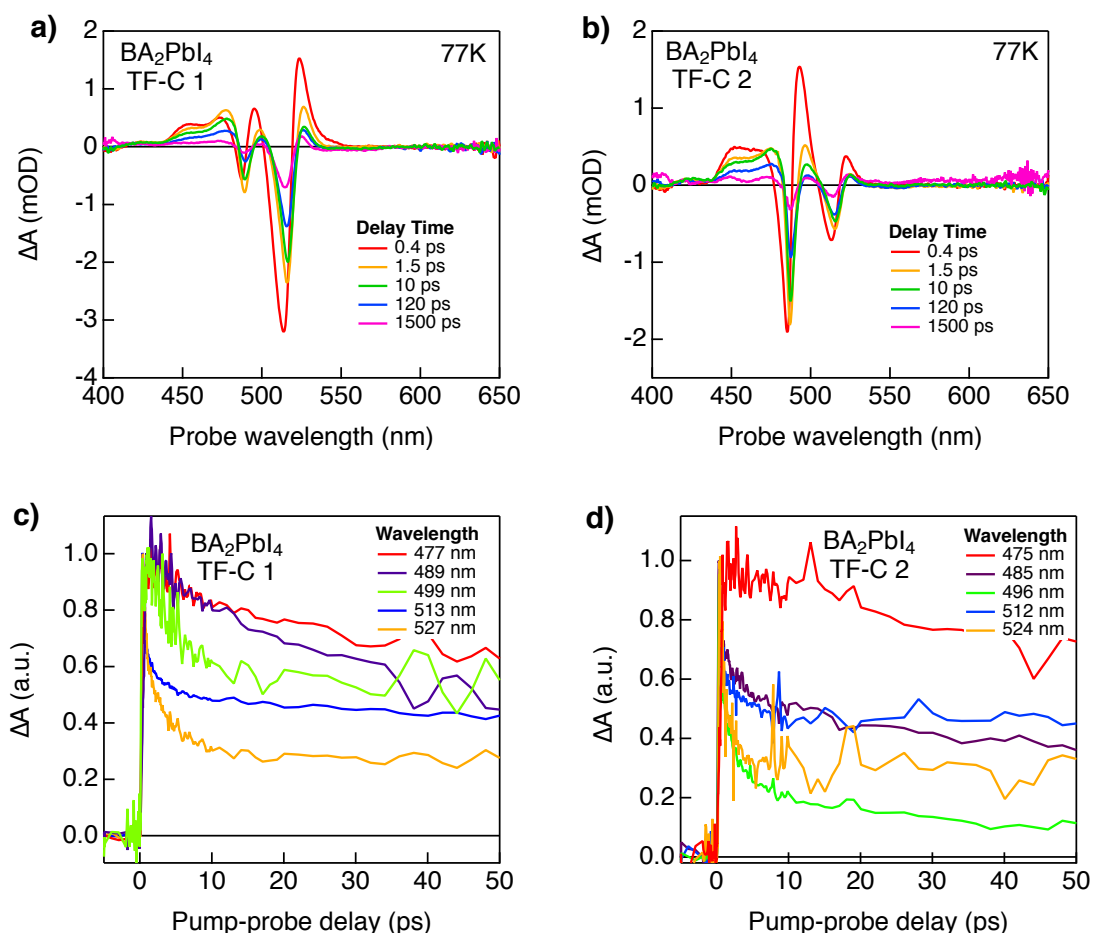 a)
BA₂PbI₄
TF-C 1
77K
2
1
0
-1
-2
-3
-4
ΔA (mOD)
Delay Time
0.4 ps
1.5 ps
10 ps
120 ps
1500 ps
400 450 500 550 600 650
Probe wavelength (nm)
b)
BA₂PbI₄
TF-C 2
77K
2
1
0
-1
-2
ΔA (mOD)
Delay Time
0.4 ps
1.5 ps
10 ps
120 ps
1500 ps
400 450 500 550 600 650
Probe wavelength (nm)
c)
BA₂PbI₄
TF-C 1
Wavelength
477 nm
489 nm
499 nm
513 nm
527 nm
1.0
0.8
0.6
0.4
0.2
0.0
ΔA (a.u.)
0 10 20 30 40 50
Pump-probe delay (ps)
d)
BA₂PbI₄
TF-C 2
Wavelength
475 nm
485 nm
496 nm
512 nm
524 nm
1.0
0.8
0.6
0.4
0.2
0.0
ΔA (a.u.)
0 10 20 30 40 50
Pump-probe delay (ps)